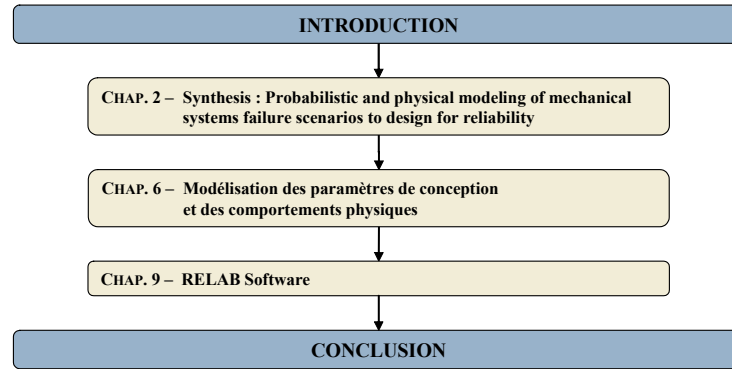 INTRODUCTION
CHAP. 2 – Synthesis : Probabilistic and physical modeling of mechanical
systems failure scenarios to design for reliability
CHAP. 6 – Modélisation des paramètres de conception
et des comportements physiques
CHAP. 9 – RELAB Software
CONCLUSION